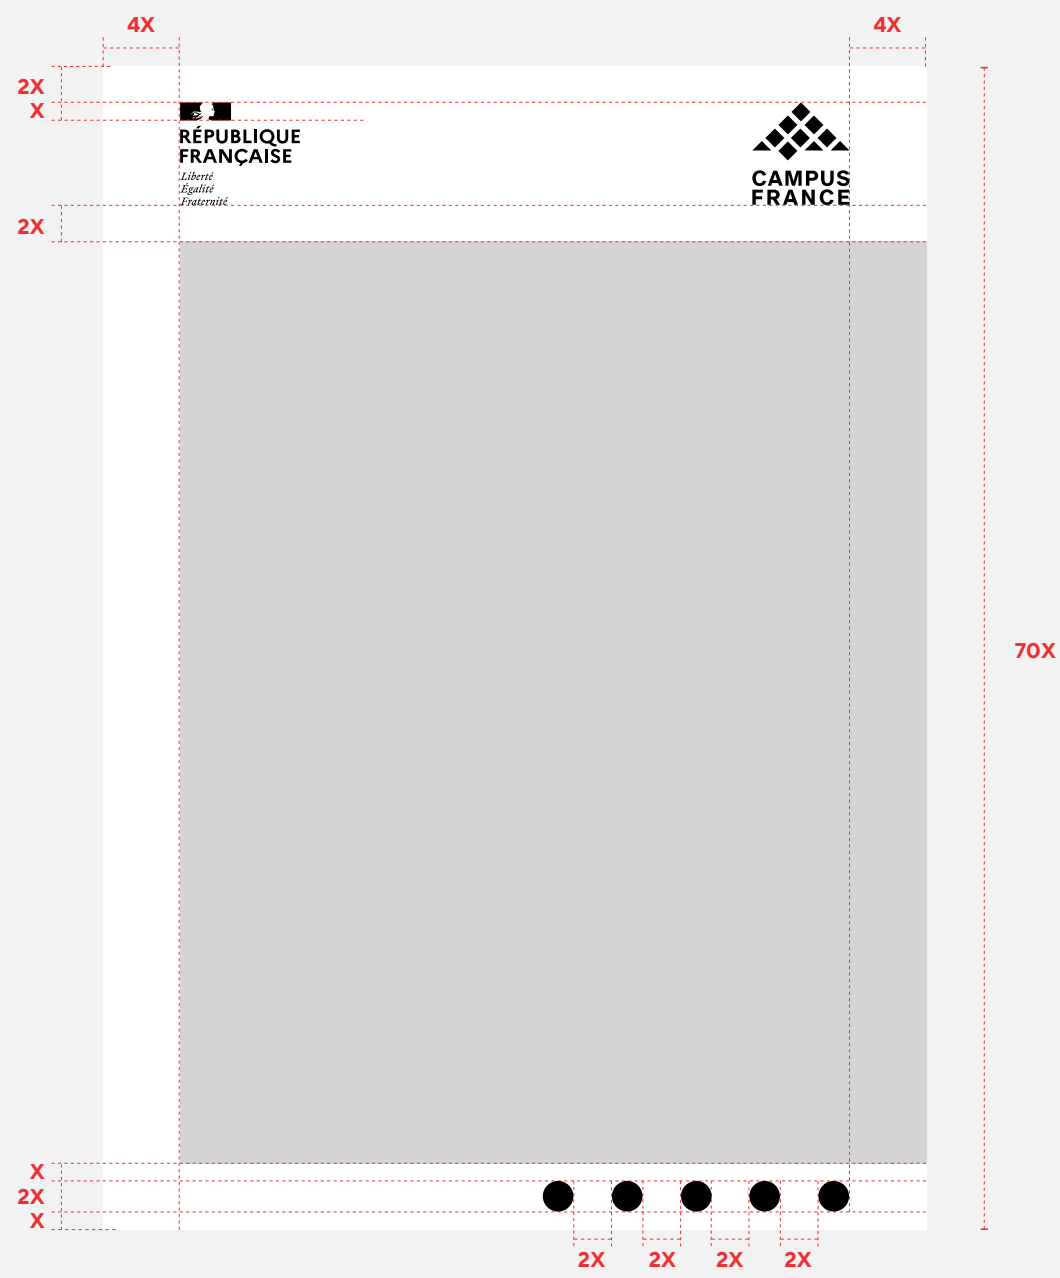 4X
4X
2X
X
RÉPUBLIQUE
FRANÇAISE
Liberté
Égalité
Fraternité
CAMPUS
FRANCE
2X
70X
X
2X
X
2X
2X
2X
2X